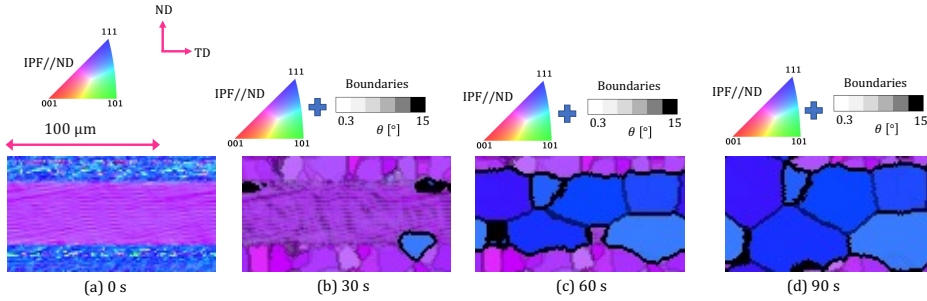 ND
TD
111
IPF//ND
001
101
100 µm
111
IPF//ND
001
101
Boundaries
0.3
15
θ [°]
111
IPF//ND
001
101
Boundaries
0.3
15
θ [°]
111
IPF//ND
001
101
Boundaries
0.3
15
θ [°]
(a) 0 s
(b) 30 s
(c) 60 s
(d) 90 s